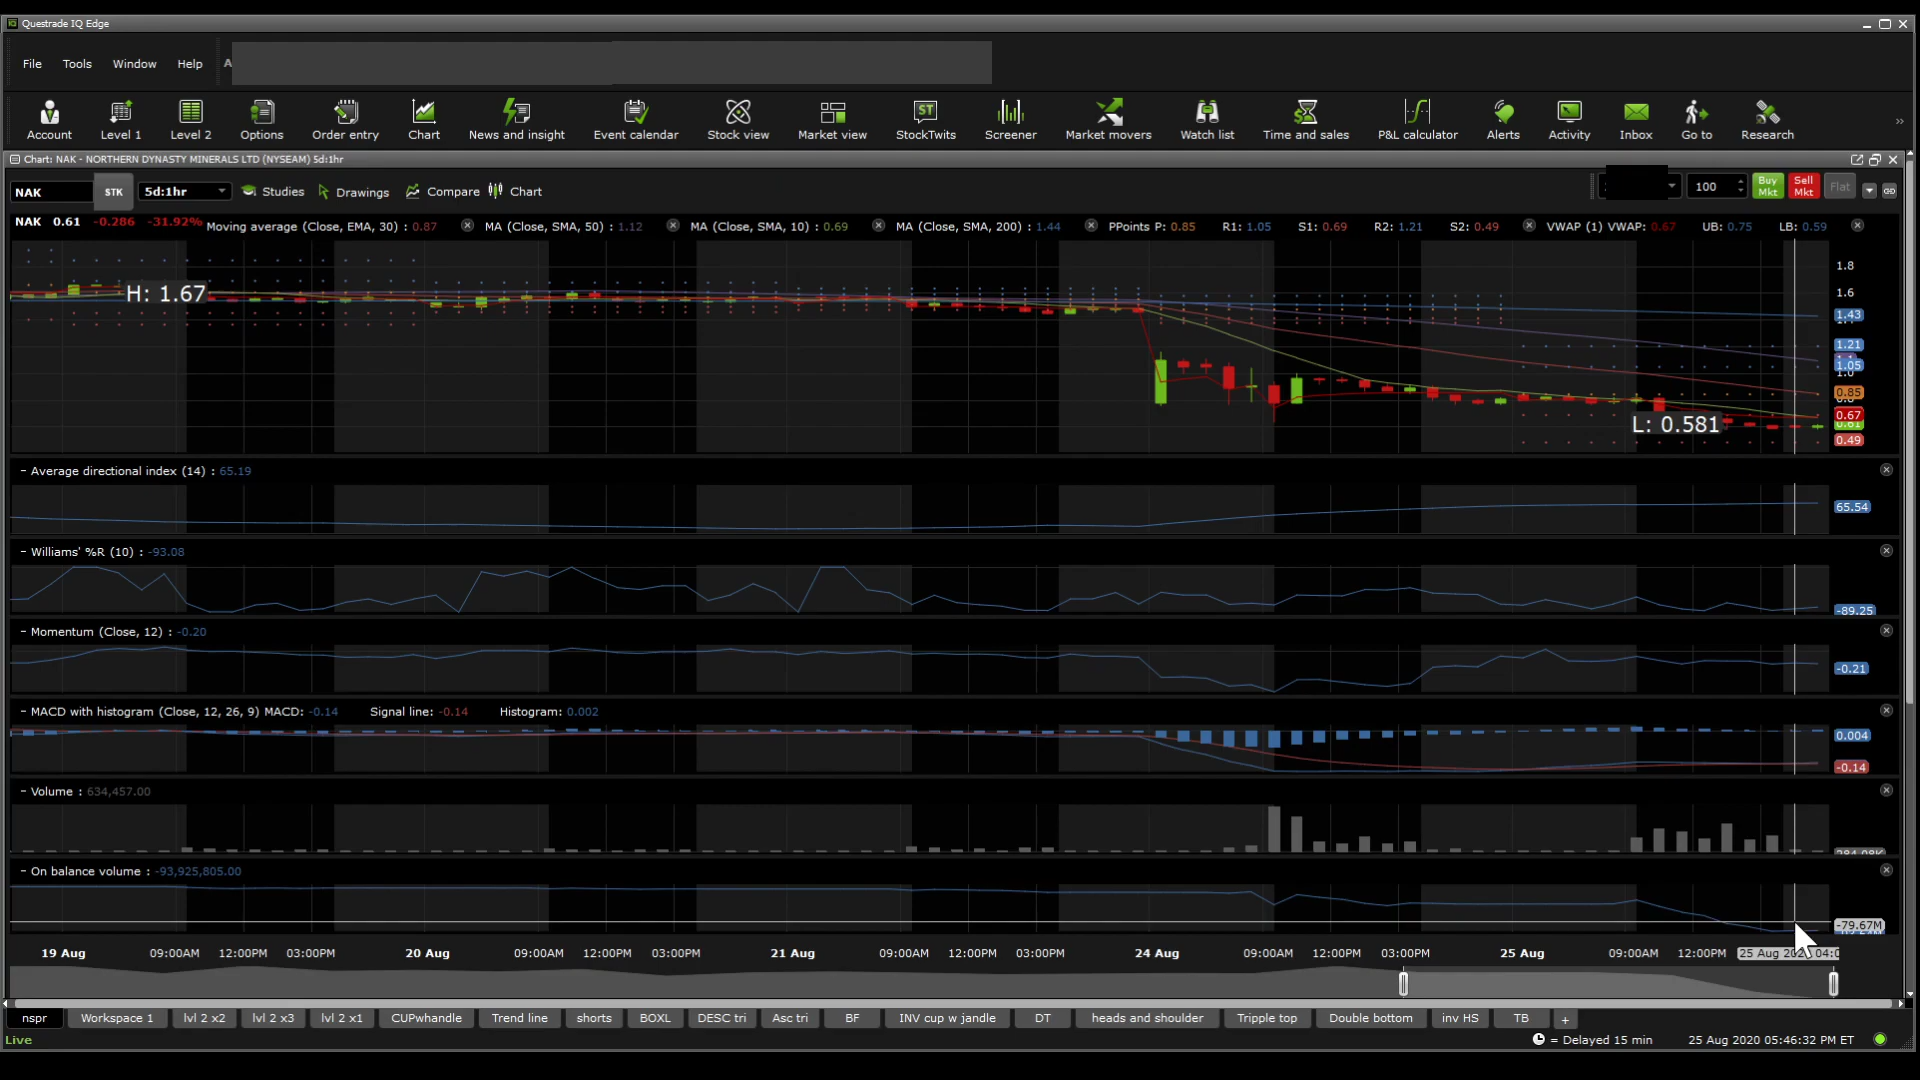 Questrade IQ Edge
File Tools Window Help A
Account Level 1 Level 2 Options Order entry Chart News and insight Event calendar Stock view Market view StockTwits Screener Market movers Watch list Time and sales P&L calculator Alerts Activity Inbox Go to Research »
Chart: NAK - NORTHERN DYNASTY MINERALS LTD (NYSEAM) 5d:1hr
NAK STK 5d:1hr Studies Drawings Compare Chart 100 Buy Mkt Sell Mkt Flat
NAK 0.61 -0.286 -31.92% Moving average (Close, EMA, 30) : 0.87 MA (Close, SMA, 50) : 1.12 MA (Close, SMA, 10) : 0.69 MA (Close, SMA, 200) : 1.44 PPoints P: 0.85 R1: 1.05 S1: 0.69 R2: 1.21 S2: 0.49 VWAP (1) VWAP: 0.67 UB: 0.75 LB: 0.59
1.8
H: 1.67 1.6
1.43
1.21
1.05
1.0
0.85
0.67
L: 0.581 0.61
0.49
- Average directional index (14) : 65.19
65.54
- Williams' %R (10) : -93.08
-89.25
- Momentum (Close, 12) : -0.20
-0.21
- MACD with histogram (Close, 12, 26, 9) MACD: -0.14 Signal line: -0.14 Histogram: 0.002
0.004
-0.14
- Volume : 634,457.00
284.08K
- On balance volume : -93,925,805.00
-79.67M
19 Aug 09:00AM 12:00PM 03:00PM 20 Aug 09:00AM 12:00PM 03:00PM 21 Aug 09:00AM 12:00PM 03:00PM 24 Aug 09:00AM 12:00PM 03:00PM 25 Aug 09:00AM 12:00PM 25 Aug
nspr Workspace 1 lvl 2 x2 lvl 2 x3 lvl 2 x1 CUPwhandle Trend line shorts BOXL DESC tri Asc tri BF INV cup w jandle DT heads and shoulder Tripple top Double bottom inv HS TB +
Live = Delayed 15 min 25 Aug 2020 05:46:32 PM ET